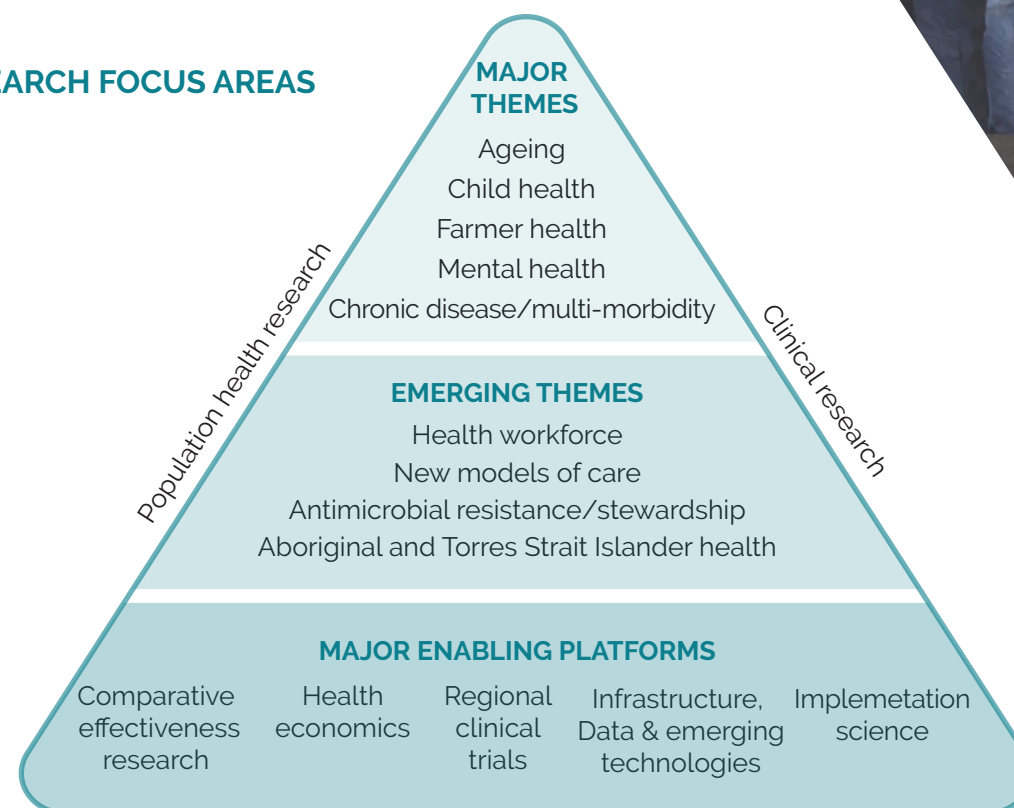 EARCH FOCUS AREAS
MAJOR
THEMES
Ageing
Child health
Farmer health
Mental health
Chronic disease/multi-morbidity
Population health research
Clinical research
EMERGING THEMES
Health workforce
New models of care
Antimicrobial resistance/stewardship
Aboriginal and Torres Strait Islander health
MAJOR ENABLING PLATFORMS
Comparative
effectiveness
research
Health
economics
Regional
clinical
trials
Infrastructure,
Data & emerging
technologies
Implemetation
science